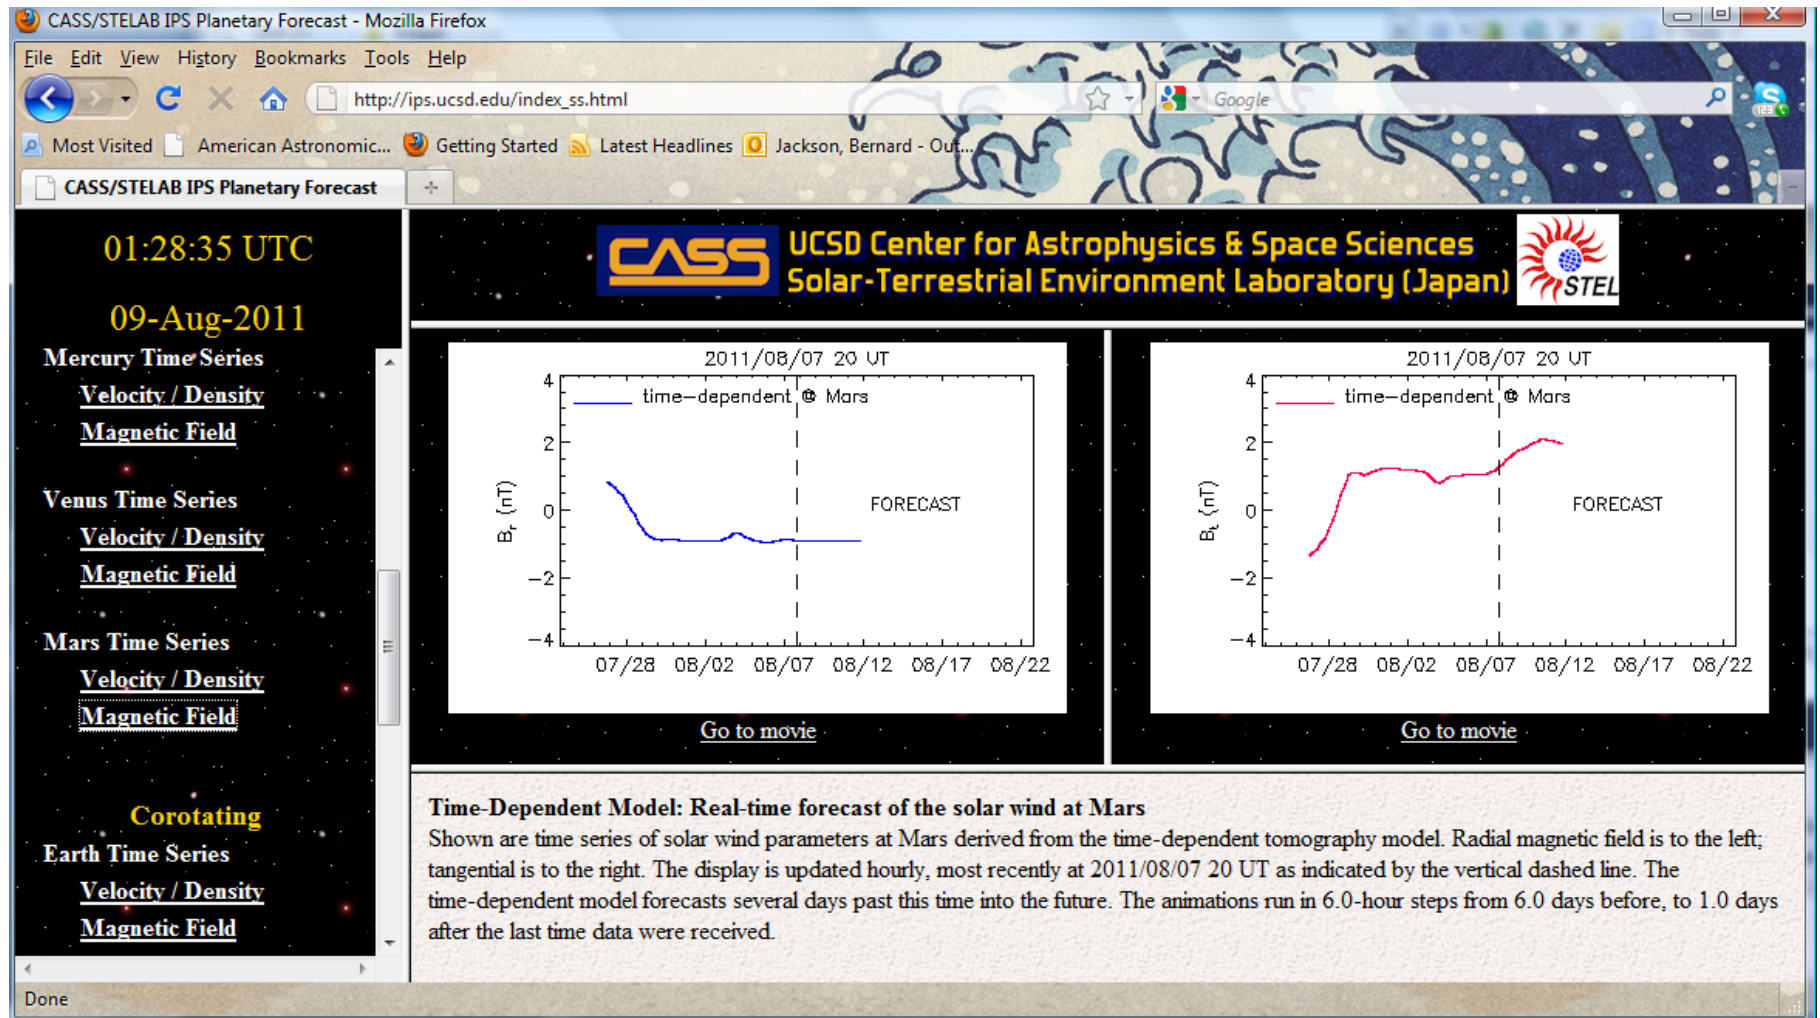 CASS/STELAB IPS Planetary Forecast - Mozilla Firefox
File Edit View History Bookmarks Tools Help
http://ips.ucsd.edu/index_ss.html
Google
Most Visited American Astronomic... Getting Started Latest Headlines Jackson, Bernard - Out...
CASS/STELAB IPS Planetary Forecast
01:28:35 UTC
09-Aug-2011
Mercury Time Series
Velocity / Density
Magnetic Field
Venus Time Series
Velocity / Density
Magnetic Field
Mars Time Series
Velocity / Density
Magnetic Field
Corotating
Earth Time Series
Velocity / Density
Magnetic Field
CASS
UCSD Center for Astrophysics & Space Sciences
Solar-Terrestrial Environment Laboratory (Japan)
STEL
2011/08/07 20 UT
time-dependent @ Mars
4
2
0
-2
-4
Br (nT)
FORECAST
07/28 08/02 08/07 08/12 08/17 08/22
Go to movie
2011/08/07 20 UT
time-dependent @ Mars
4
2
0
-2
-4
Bt (nT)
FORECAST
07/28 08/02 08/07 08/12 08/17 08/22
Go to movie
Time-Dependent Model: Real-time forecast of the solar wind at Mars
Shown are time series of solar wind parameters at Mars derived from the time-dependent tomography model. Radial magnetic field is to the left;
tangential is to the right. The display is updated hourly, most recently at 2011/08/07 20 UT as indicated by the vertical dashed line. The
time-dependent model forecasts several days past this time into the future. The animations run in 6.0-hour steps from 6.0 days before, to 1.0 days
after the last time data were received.
Done